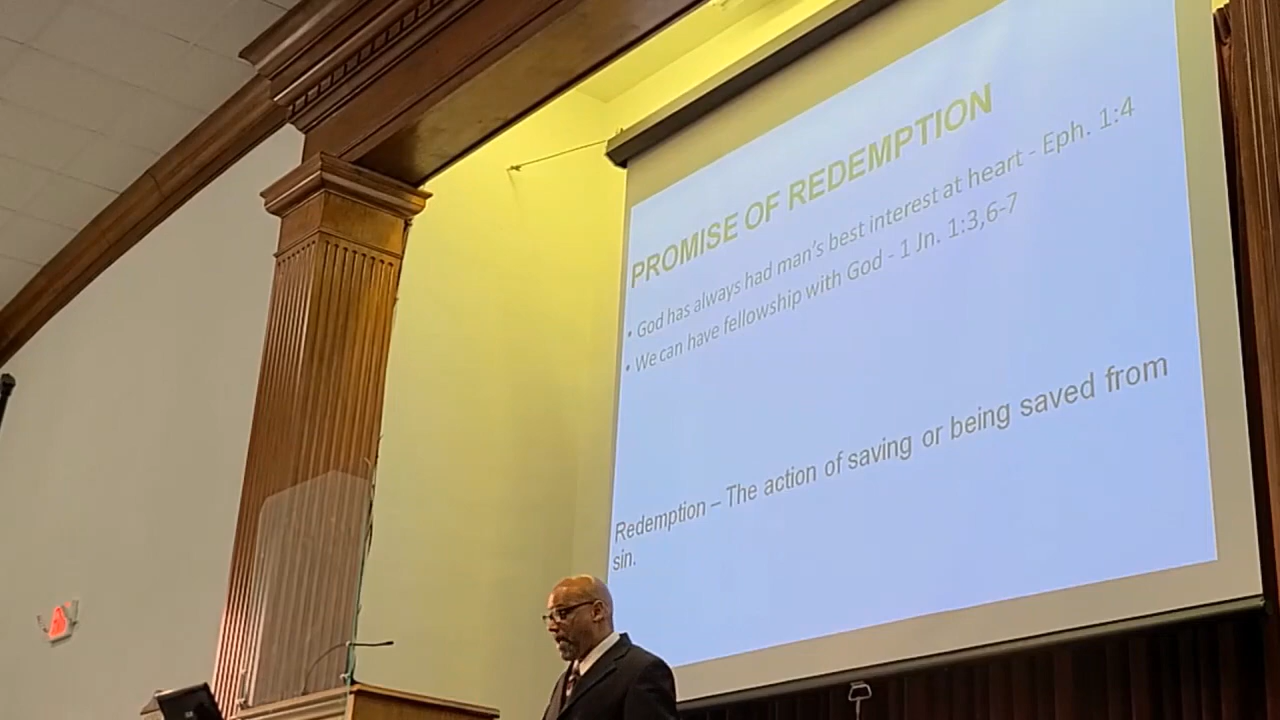 PROMISE OF REDEMPTION
• God has always had man's best interest at heart - Eph. 1:4
• We can have fellowship with God - 1 Jn. 1:3,6-7
Redemption – The action of saving or being saved from
sin.